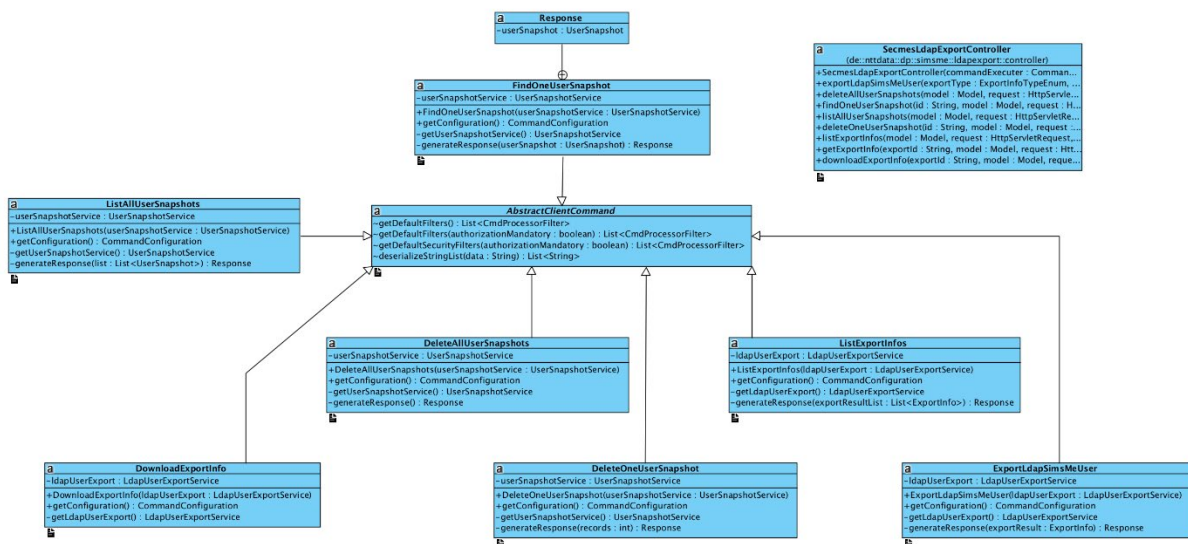 a
Response
-userSnapshot : UserSnapshot
a
SecmesLdapExportController
(de::nttdata::dp::simsme::ldapexport::controller)
+SecmesLdapExportController(commandExecuter : Comman...
+exportLdapSimsMeUser(exportType : ExportInfoTypeEnum, ...
+deleteAllUserSnapshots(model : Model, request : HttpServle...
+findOneUserSnapshot(id : String, model : Model, request : H...
+listAllUserSnapshots(model : Model, request : HttpServletRe...
+deleteOneUserSnapshot(id : String, model : Model, request :...
+listExportInfos(model : Model, request : HttpServletRequest,...
+getExportInfo(exportId : String, model : Model, request : Htt...
+downloadExportInfo(exportId : String, model : Model, reque...
a
FindOneUserSnapshot
-userSnapshotService : UserSnapshotService
+FindOneUserSnapshot(userSnapshotService : UserSnapshotService)
+getConfiguration() : CommandConfiguration
~getUserSnapshotService() : UserSnapshotService
~generateResponse(userSnapshot : UserSnapshot) : Response
a
ListAllUserSnapshots
-userSnapshotService : UserSnapshotService
+ListAllUserSnapshots(userSnapshotService : UserSnapshotService)
+getConfiguration() : CommandConfiguration
~getUserSnapshotService() : UserSnapshotService
~generateResponse(list : List<UserSnapshot>) : Response
a
AbstractClientCommand
~getDefaultFilters() : List<CmdProcessorFilter>
~getDefaultFilters(authorizationMandatory : boolean) : List<CmdProcessorFilter>
~getDefaultSecurityFilters(authorizationMandatory : boolean) : List<CmdProcessorFilter>
~deserializeStringList(data : String) : List<String>
a
DeleteAllUserSnapshots
-userSnapshotService : UserSnapshotService
+DeleteAllUserSnapshots(userSnapshotService : UserSnapshotService)
+getConfiguration() : CommandConfiguration
~getUserSnapshotService() : UserSnapshotService
~generateResponse() : Response
a
ListExportInfos
-ldapUserExport : LdapUserExportService
+ListExportInfos(ldapUserExport : LdapUserExportService)
+getConfiguration() : CommandConfiguration
~getLdapUserExport() : LdapUserExportService
~generateResponse(exportResultList : List<ExportInfo>) : Response
a
DownloadExportInfo
-ldapUserExport : LdapUserExportService
+DownloadExportInfo(ldapUserExport : LdapUserExportService)
+getConfiguration() : CommandConfiguration
~getLdapUserExport() : LdapUserExportService
a
DeleteOneUserSnapshot
-userSnapshotService : UserSnapshotService
+DeleteOneUserSnapshot(userSnapshotService : UserSnapshotService)
+getConfiguration() : CommandConfiguration
~getUserSnapshotService() : UserSnapshotService
~generateResponse(records : int) : Response
a
ExportLdapSimsMeUser
-ldapUserExport : LdapUserExportService
+ExportLdapSimsMeUser(ldapUserExport : LdapUserExportService)
+getConfiguration() : CommandConfiguration
~getLdapUserExport() : LdapUserExportService
~generateResponse(exportResult : ExportInfo) : Response